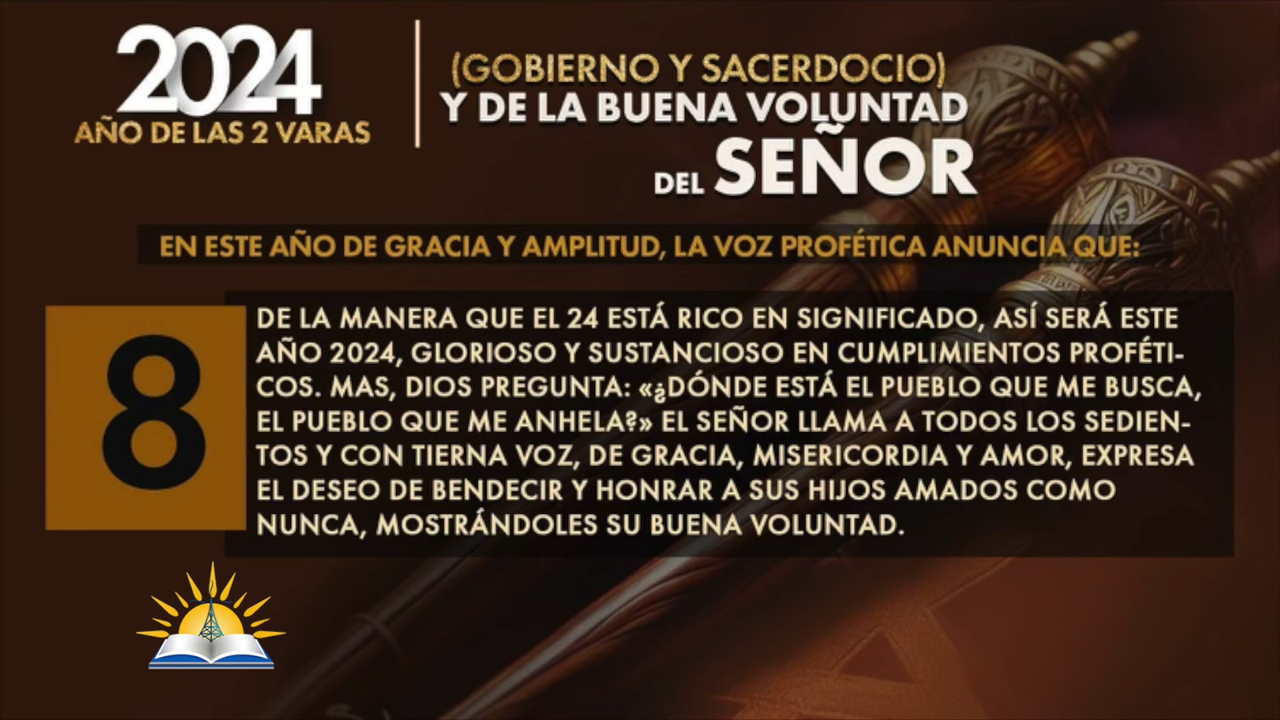 2024
AÑO DE LAS 2 VARAS
(GOBIERNO Y SACERDOCIO)
Y DE LA BUENA VOLUNTAD
DEL SEÑOR
EN ESTE AÑO DE GRACIA Y AMPLITUD, LA VOZ PROFÉTICA ANUNCIA QUE:
8
DE LA MANERA QUE EL 24 ESTÁ RICO EN SIGNIFICADO, ASÍ SERÁ ESTE
AÑO 2024, GLORIOSO Y SUSTANCIOSO EN CUMPLIMIENTOS PROFÉTI-
COS. MAS, DIOS PREGUNTA: «¿DÓNDE ESTÁ EL PUEBLO QUE ME BUSCA,
EL PUEBLO QUE ME ANHELA?» EL SEÑOR LLAMA A TODOS LOS SEDIEN-
TOS Y CON TIERNA VOZ, DE GRACIA, MISERICORDIA Y AMOR, EXPRESA
EL DESEO DE BENDECIR Y HONRAR A SUS HIJOS AMADOS COMO
NUNCA, MOSTRÁNDOLES SU BUENA VOLUNTAD.